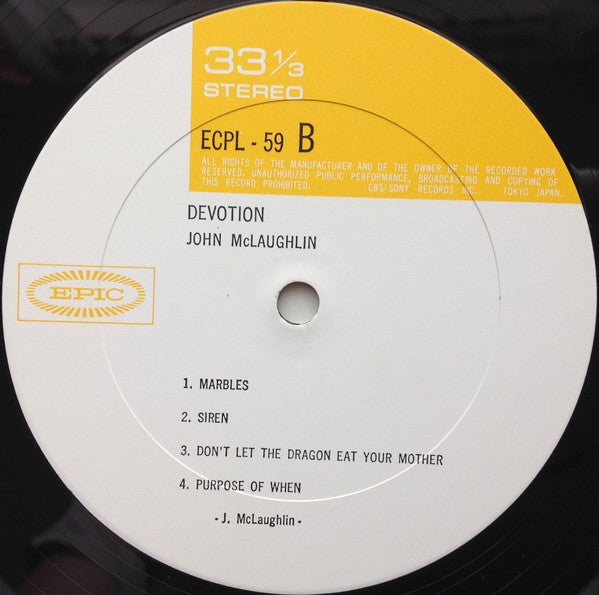 33 1/3
STEREO
ECPL - 59 B
ALL RIGHTS OF THE MANUFACTURER AND OF THE OWNER OF THE RECORDED WORK
RESERVED. UNAUTHORIZED PUBLIC PERFORMANCE, BROADCASTING AND COPYING OF
THIS RECORD PROHIBITED. CBS/SONY RECORDS INC. TOKYO JAPAN.
DEVOTION
JOHN McLAUGHLIN
EPIC
1. MARBLES
2. SIREN
3. DON'T LET THE DRAGON EAT YOUR MOTHER
4. PURPOSE OF WHEN
- J. McLaughlin -